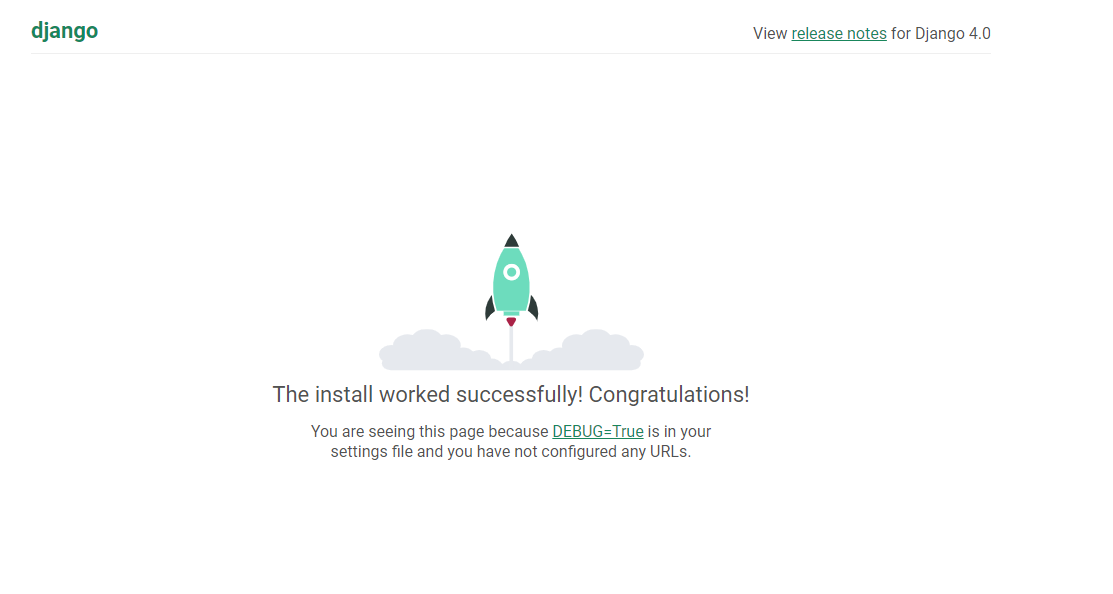 django
View release notes for Django 4.0
The install worked successfully! Congratulations!
You are seeing this page because DEBUG=True is in your
settings file and you have not configured any URLs.